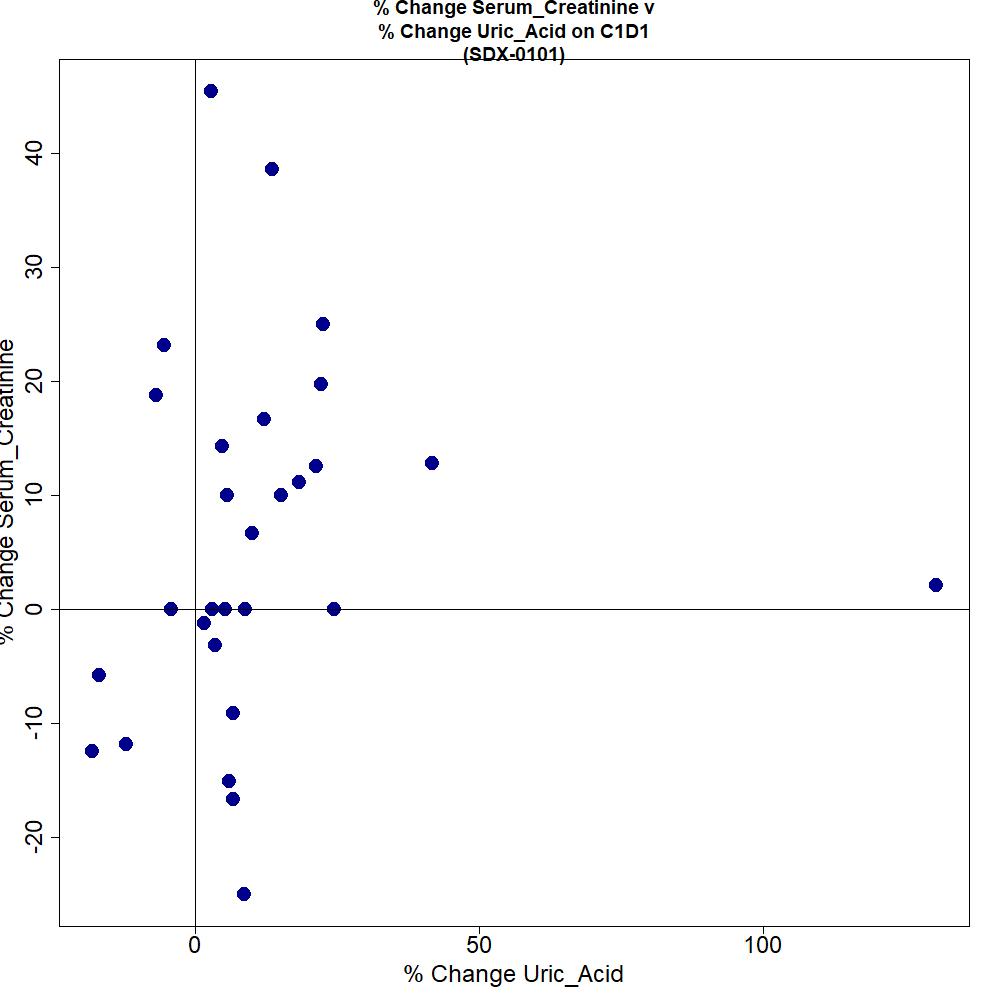 % Change Serum_Creatinine v
% Change Uric_Acid on C1D1
(SDX-0101)
% Change Serum_Creatinine
40
30
20
10
0
-10
-20
0
50
100
% Change Uric_Acid